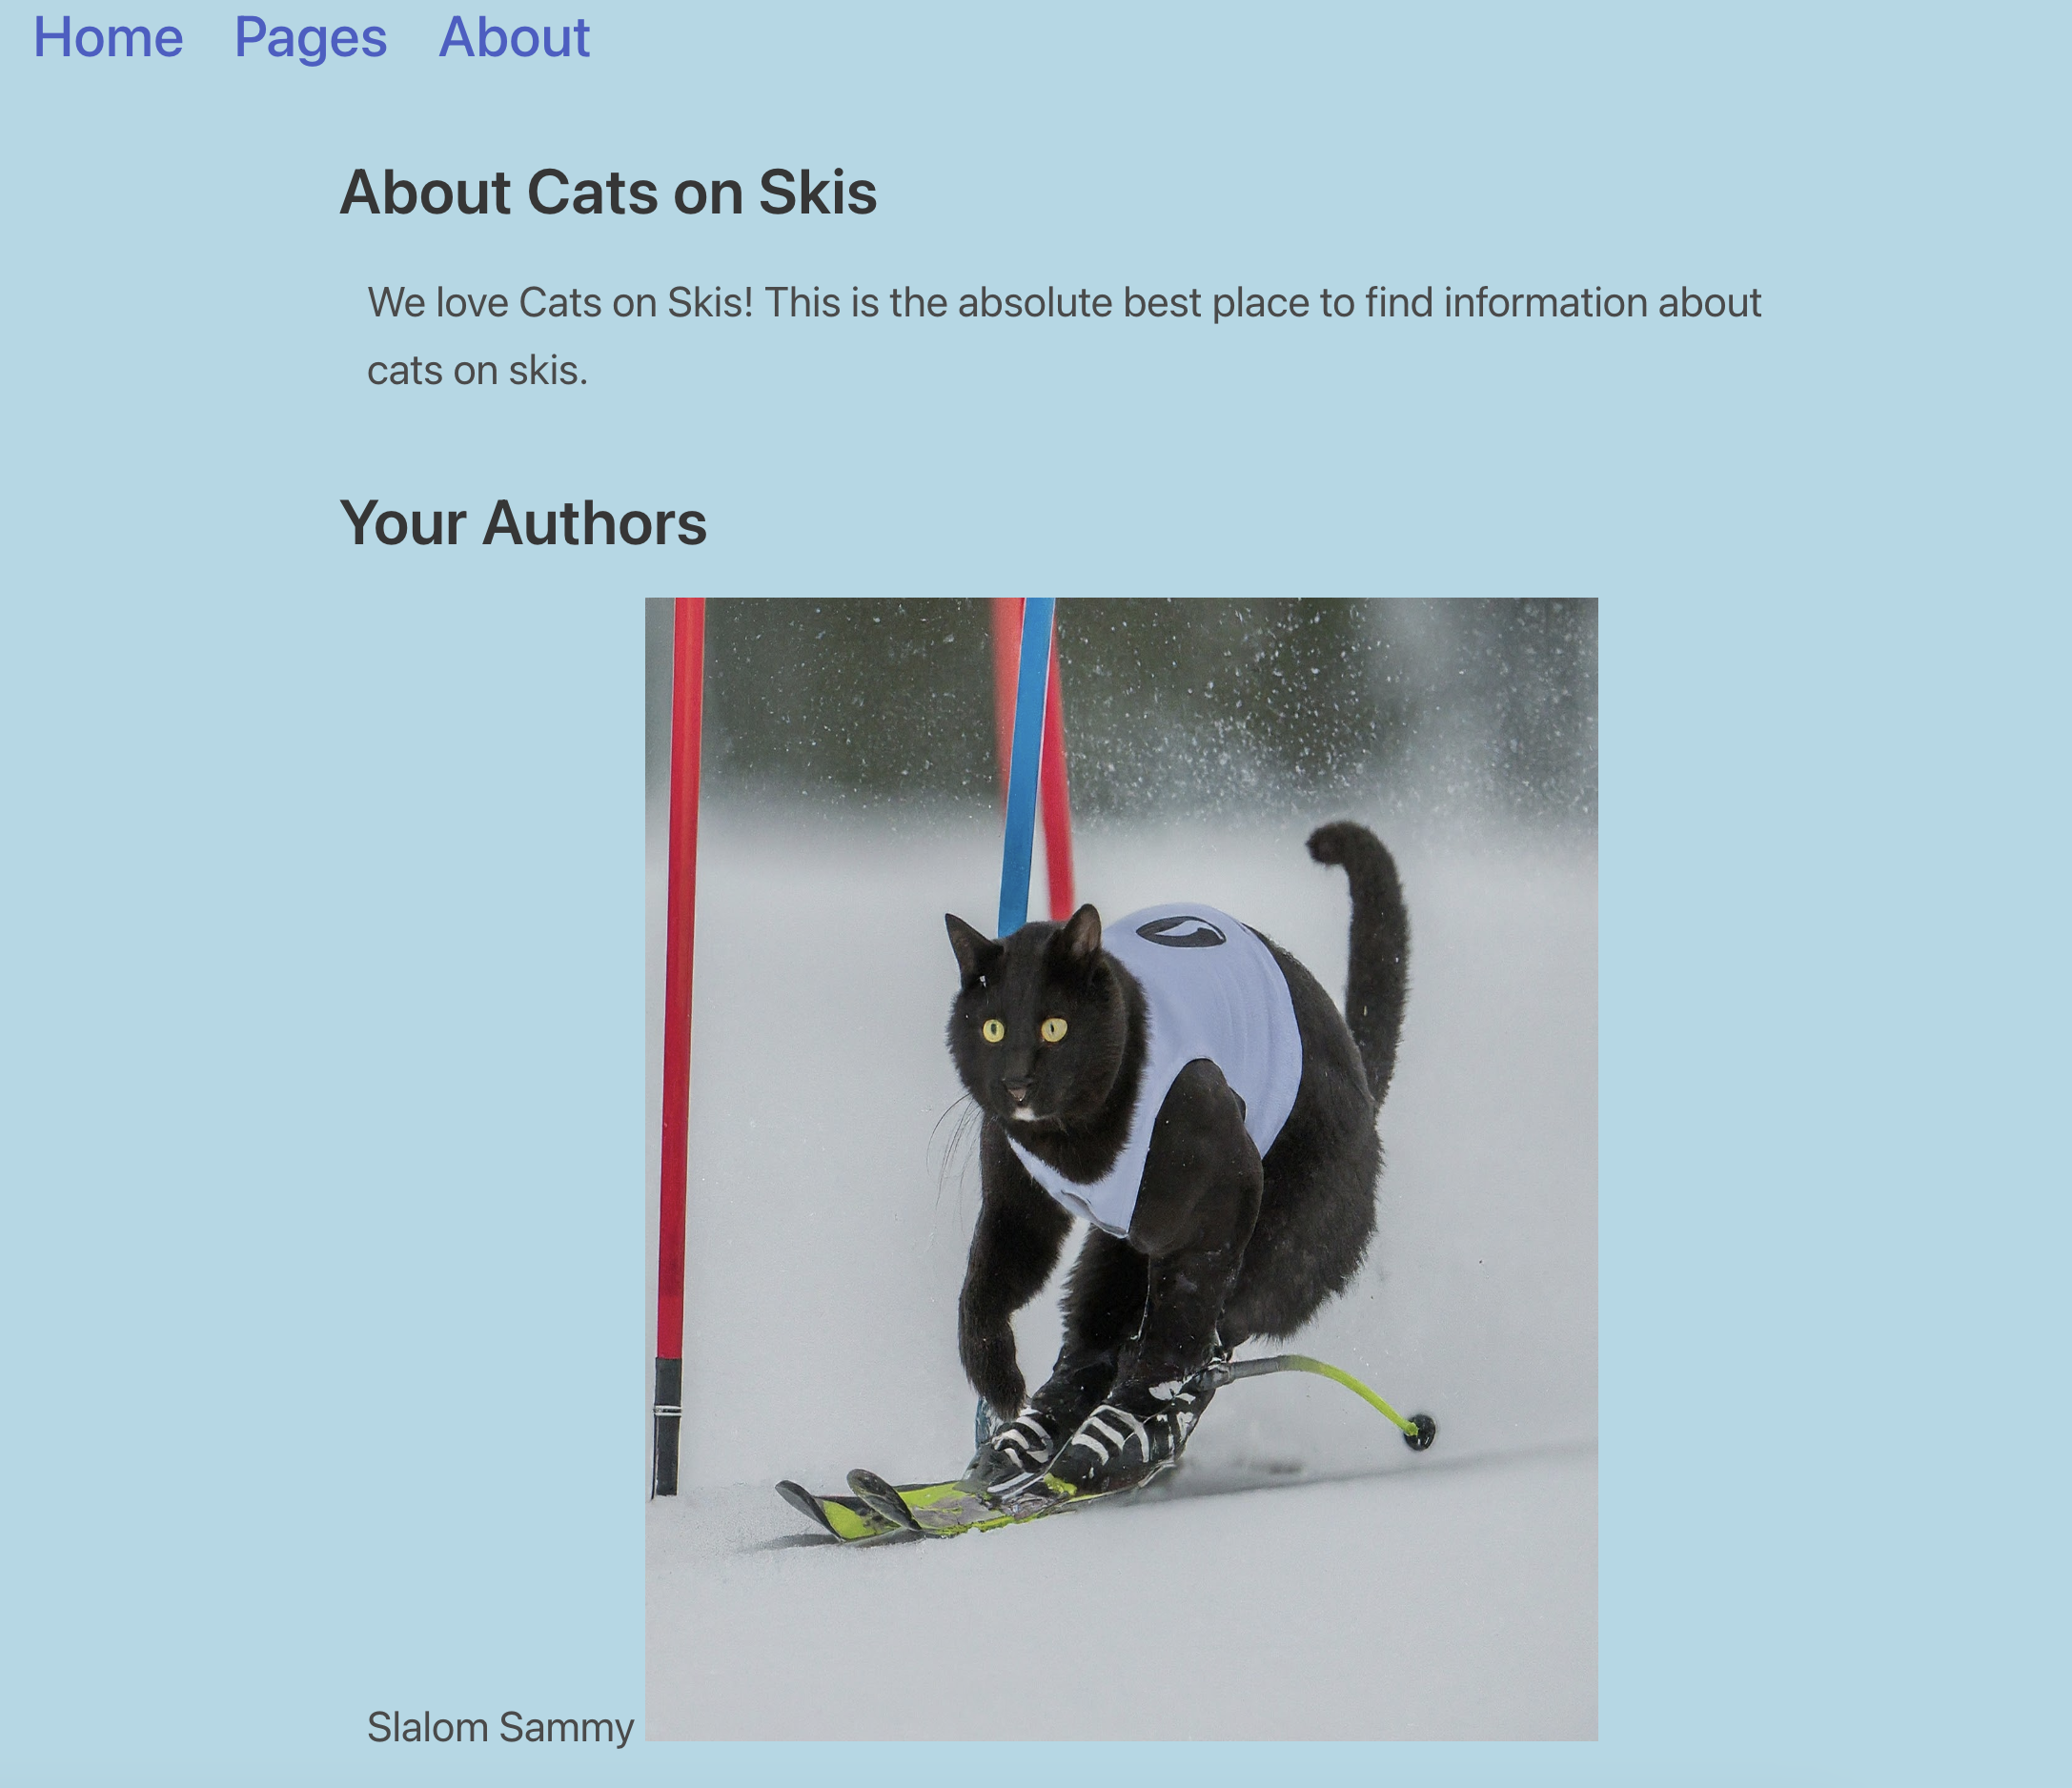 Home Pages About
About Cats on Skis
We love Cats on Skis! This is the absolute best place to find information about
cats on skis.
Your Authors
Slalom Sammy